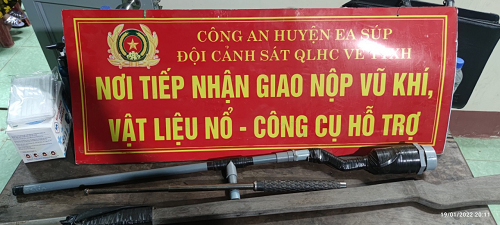 CÔNG AN HUYỆN EA SÚP
ĐỘI CẢNH SÁT QLHC VỀ TTXH
NƠI TIẾP NHẬN GIAO NỘP VŨ KHÍ,
VẬT LIỆU NỔ - CÔNG CỤ HỖ TRỢ
19/01/2022 20:11